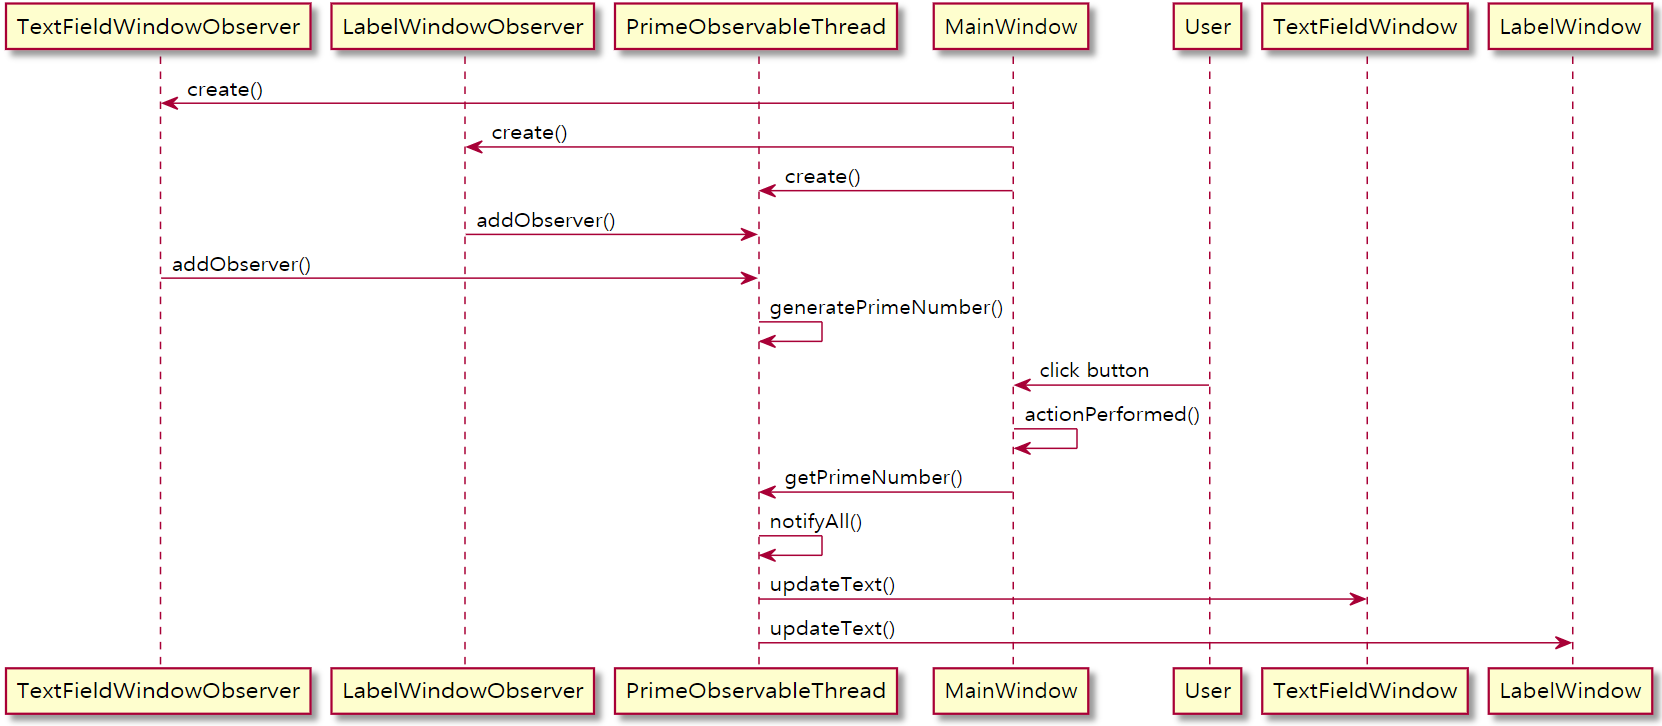 TextFieldWindowObserver LabelWindowObserver PrimeObservableThread MainWindow User TextFieldWindow LabelWindow
create()
create()
create()
addObserver()
addObserver()
generatePrimeNumber()
click button
actionPerformed()
getPrimeNumber()
notifyAll()
updateText()
updateText()
TextFieldWindowObserver LabelWindowObserver PrimeObservableThread MainWindow User TextFieldWindow LabelWindow